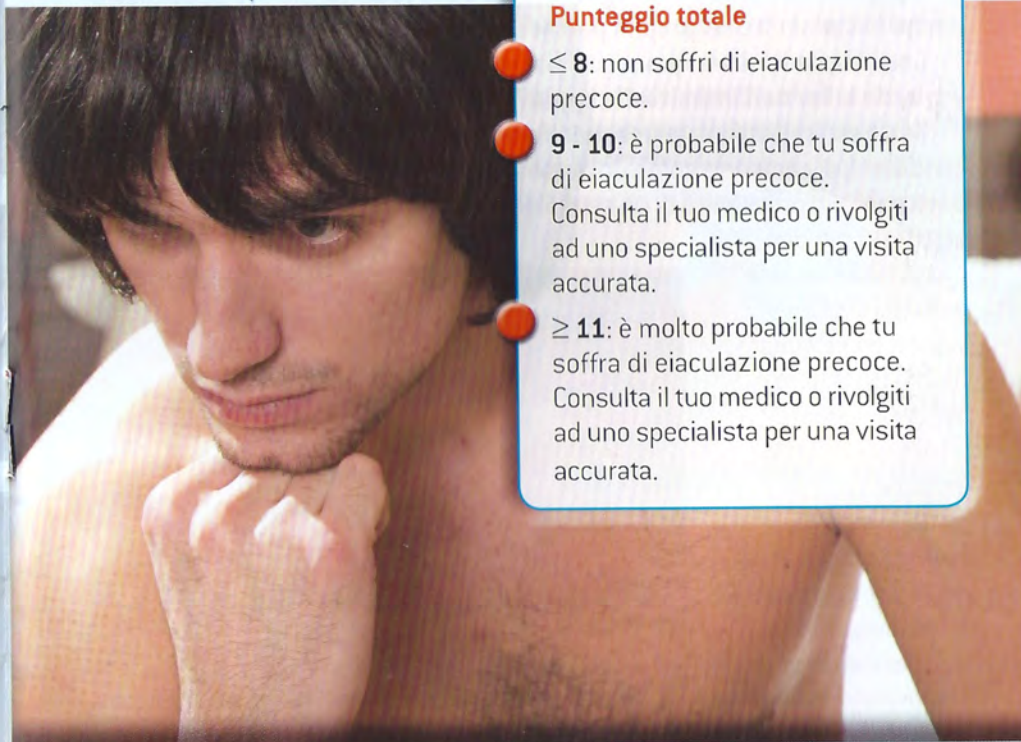 Punteggio totale
≤ 8: non soffri di eiaculazione
precoce.
9 - 10: è probabile che tu soffra
di eiaculazione precoce.
Consulta il tuo medico o rivolgiti
ad uno specialista per una visita
accurata.
≥ 11: è molto probabile che tu
soffra di eiaculazione precoce.
Consulta il tuo medico o rivolgiti
ad uno specialista per una visita
accurata.